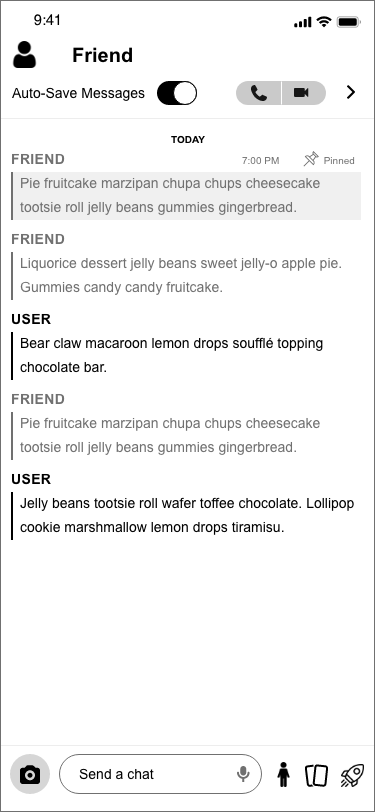 9:41
Friend
Auto-Save Messages
TODAY
FRIEND 7:00 PM Pinned
Pie fruitcake marzipan chupa chups cheesecake
tootsie roll jelly beans gummies gingerbread.
FRIEND
Liquorice dessert jelly beans sweet jelly-o apple pie.
Gummies candy candy fruitcake.
USER
Bear claw macaroon lemon drops soufflé topping
chocolate bar.
FRIEND
Pie fruitcake marzipan chupa chups cheesecake
tootsie roll jelly beans gummies gingerbread.
USER
Jelly beans tootsie roll wafer toffee chocolate. Lollipop
cookie marshmallow lemon drops tiramisu.
Send a chat